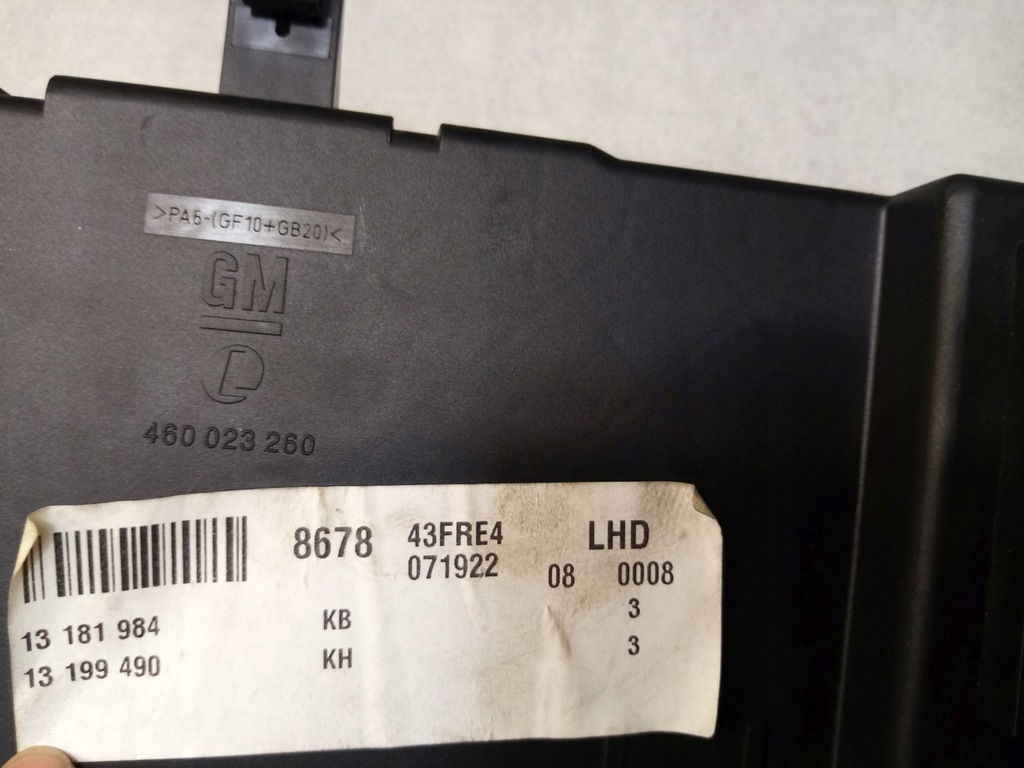 >PA6-(GF10+GB20)<
GM
L
460 023 260
8678 43FRE4 LHD
071922 08 0008
13 181 984 KB 3
13 199 490 KH 3